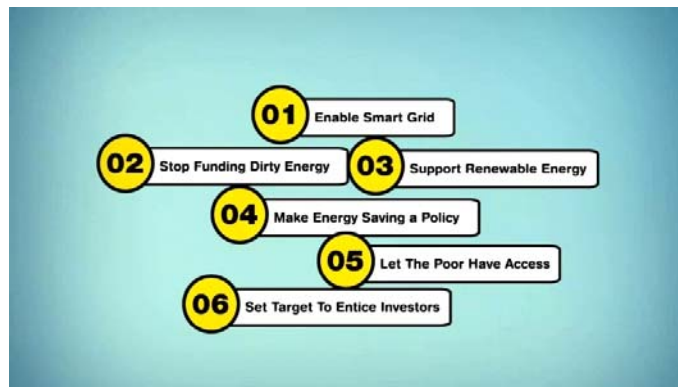 01 Enable Smart Grid
02 Stop Funding Dirty Energy
03 Support Renewable Energy
04 Make Energy Saving a Policy
05 Let The Poor Have Access
06 Set Target To Entice Investors